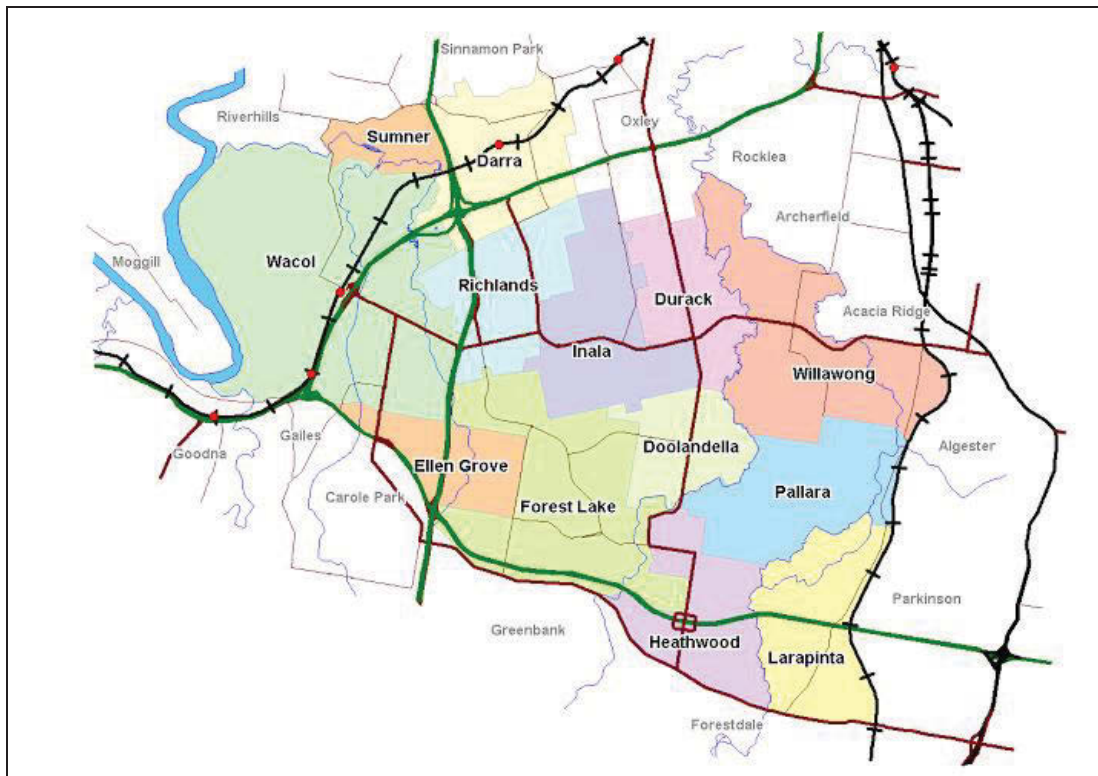 Sinnamon Park
Riverhills
Sumner
Oxley
Darra
Rocklea
Archerfield
Moggill
Wacol
Richlands
Durack
Acacia Ridge
Inala
Willawong
Gailes
Goodna
Doolandella
Algester
Ellen Grove
Carole Park
Pallara
Forest Lake
Parkinson
Greenbank
Heathwood
Larapinta
Forestdale